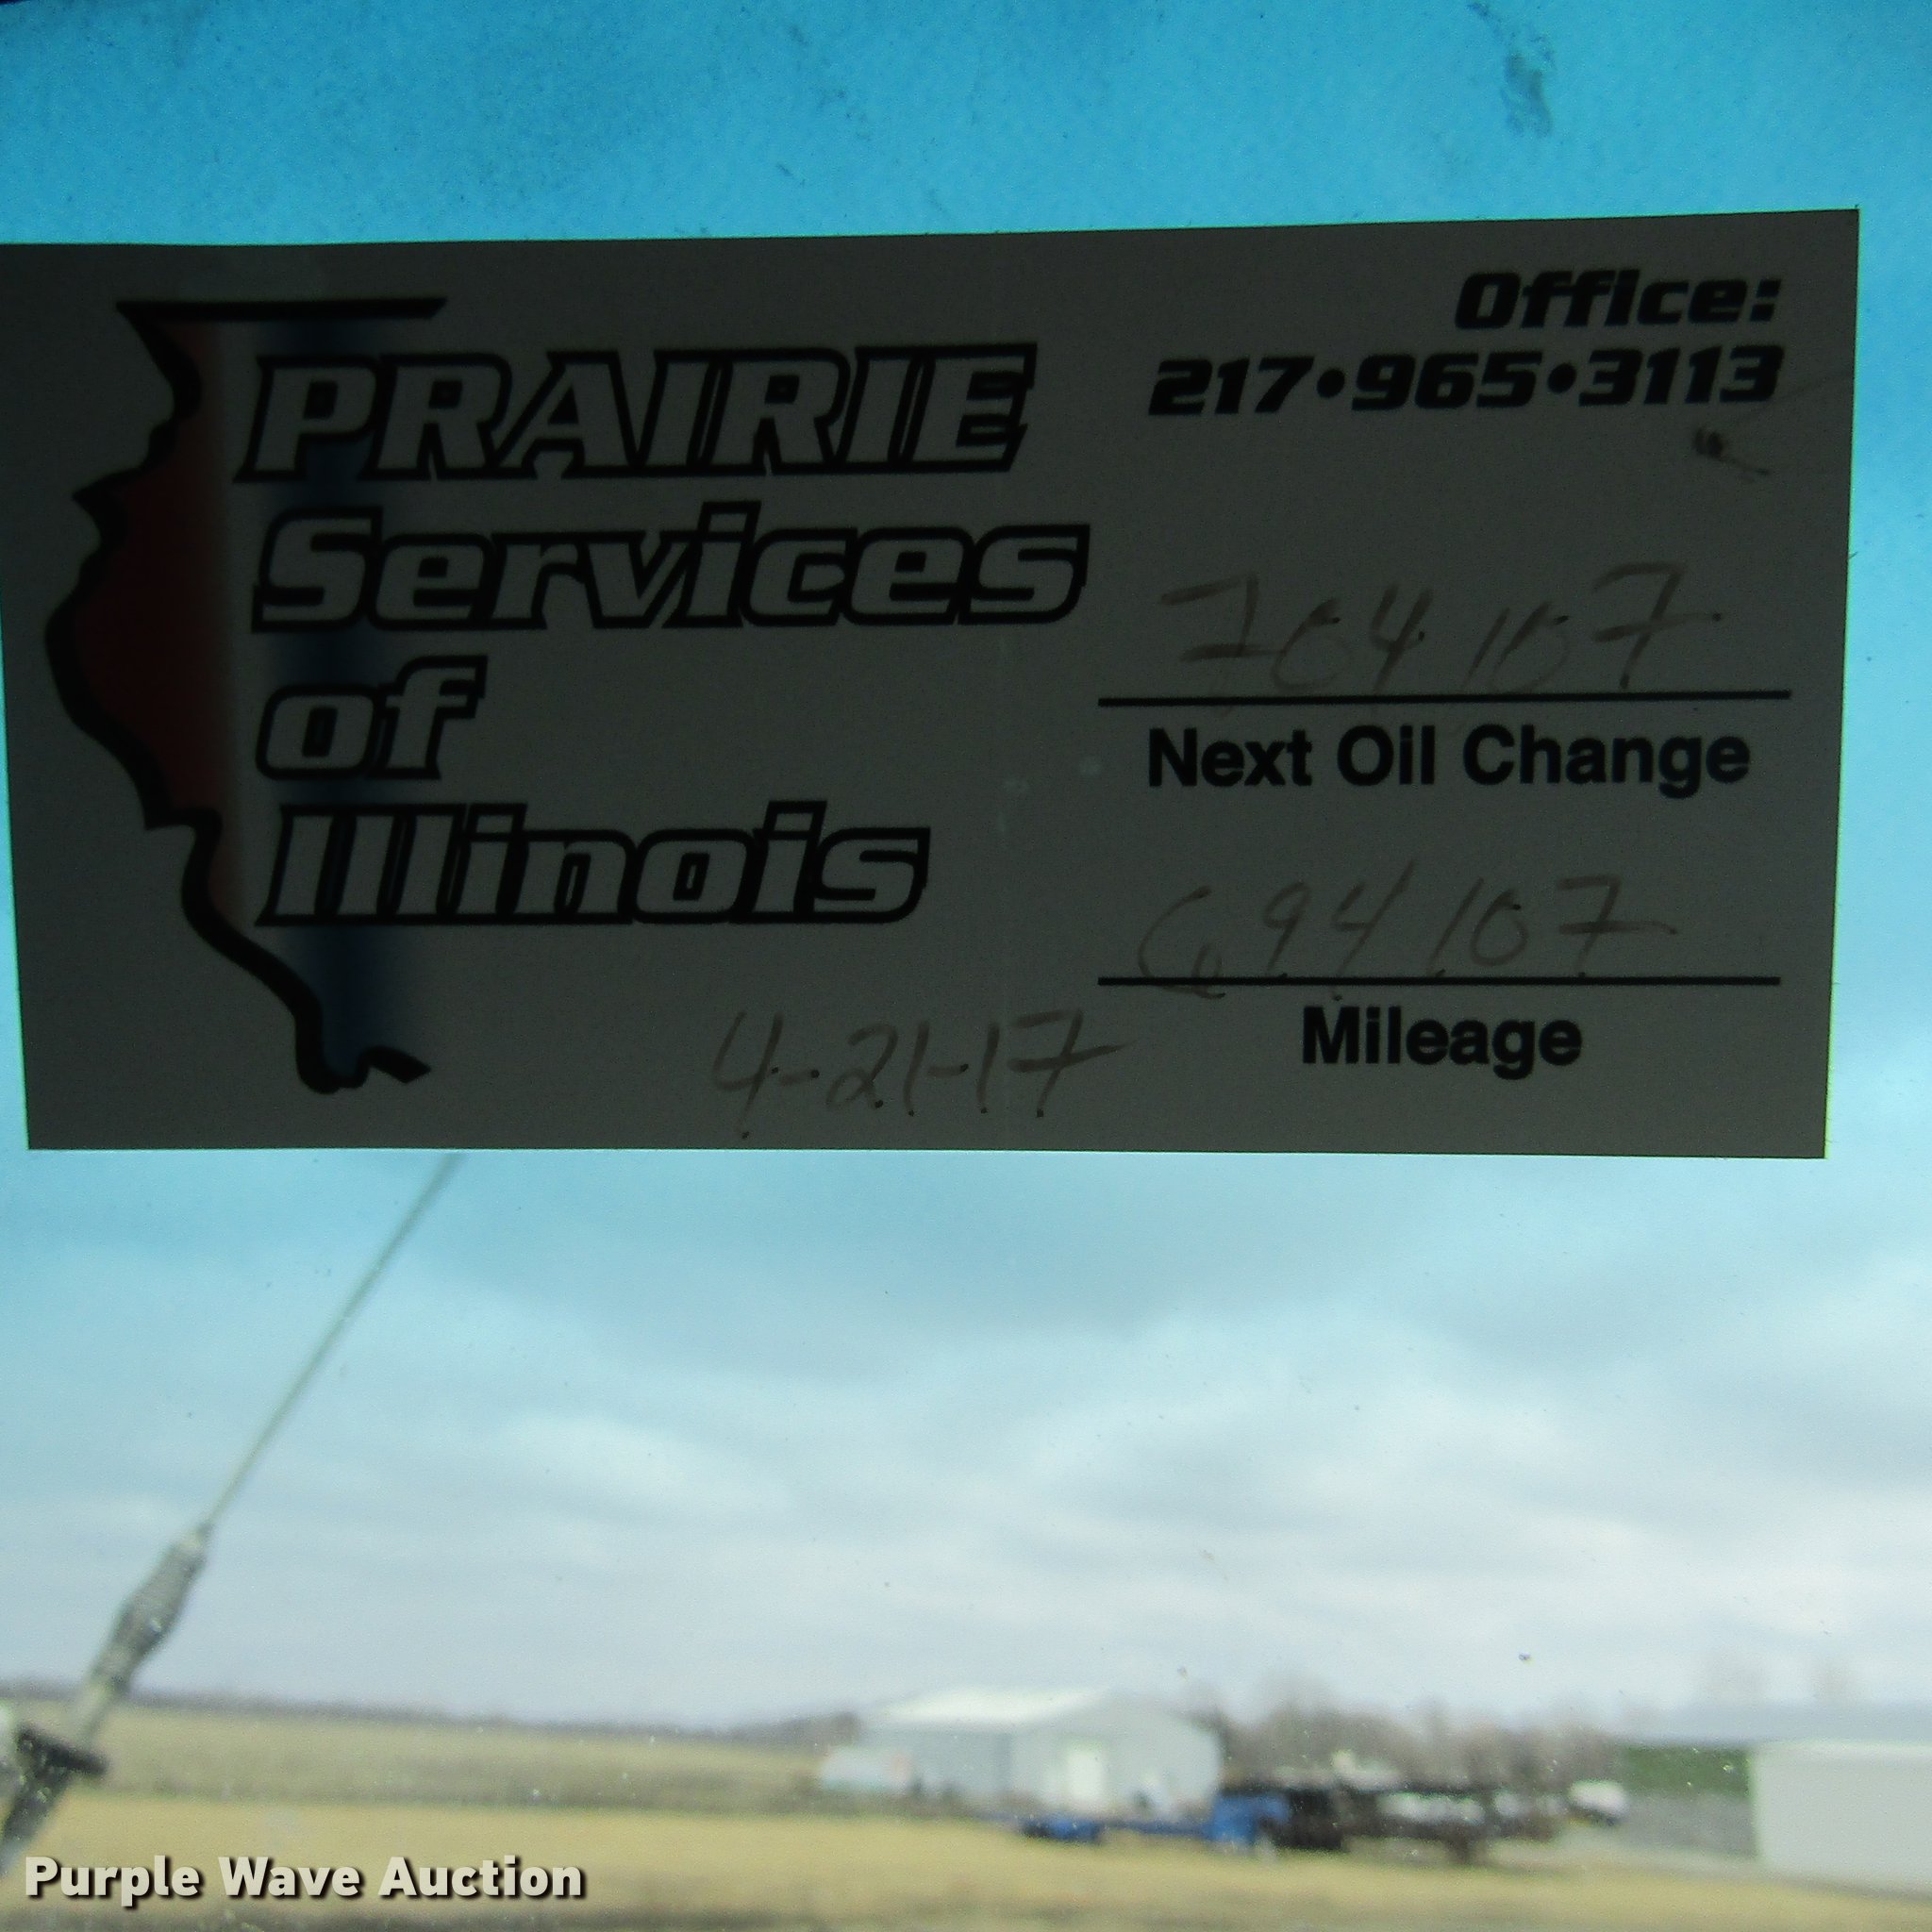 PRAIRIE
Services
of
Illinois
Office:
217•965•3113
704107
Next Oil Change
694107
Mileage
4-21-17
Purple Wave Auction